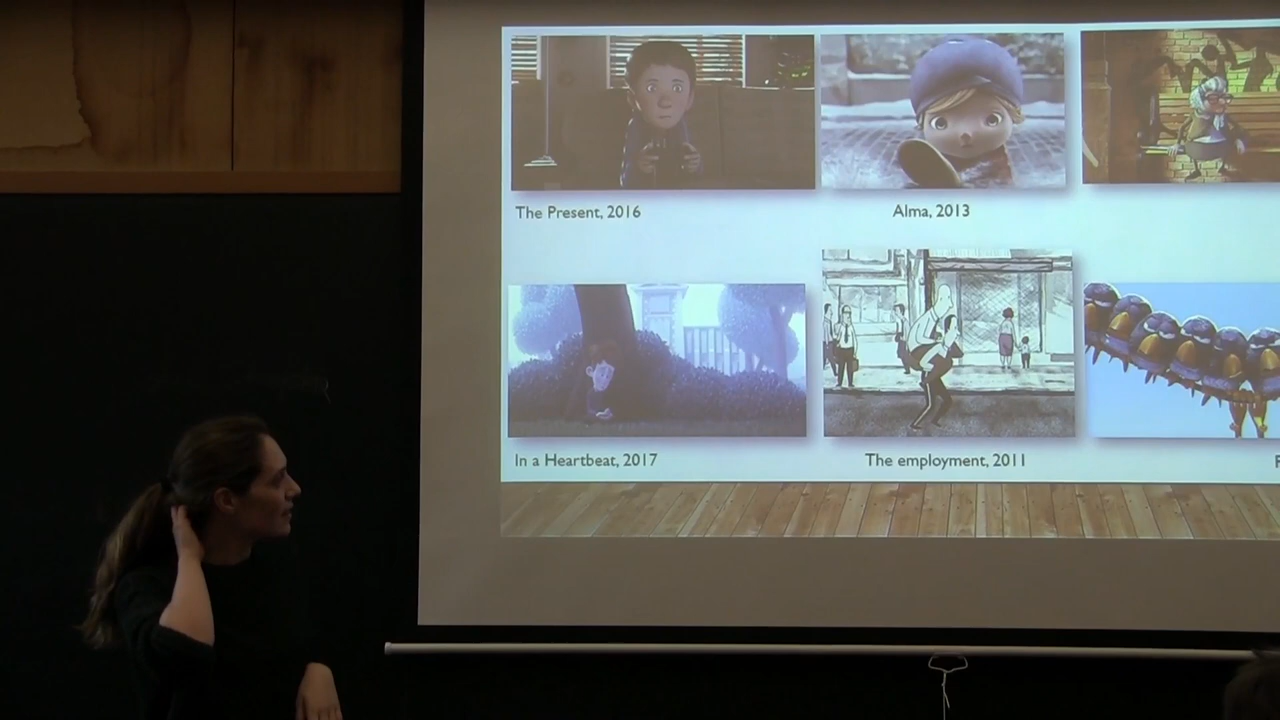 The Present, 2016
Alma, 2013
In a Heartbeat, 2017
The employment, 2011